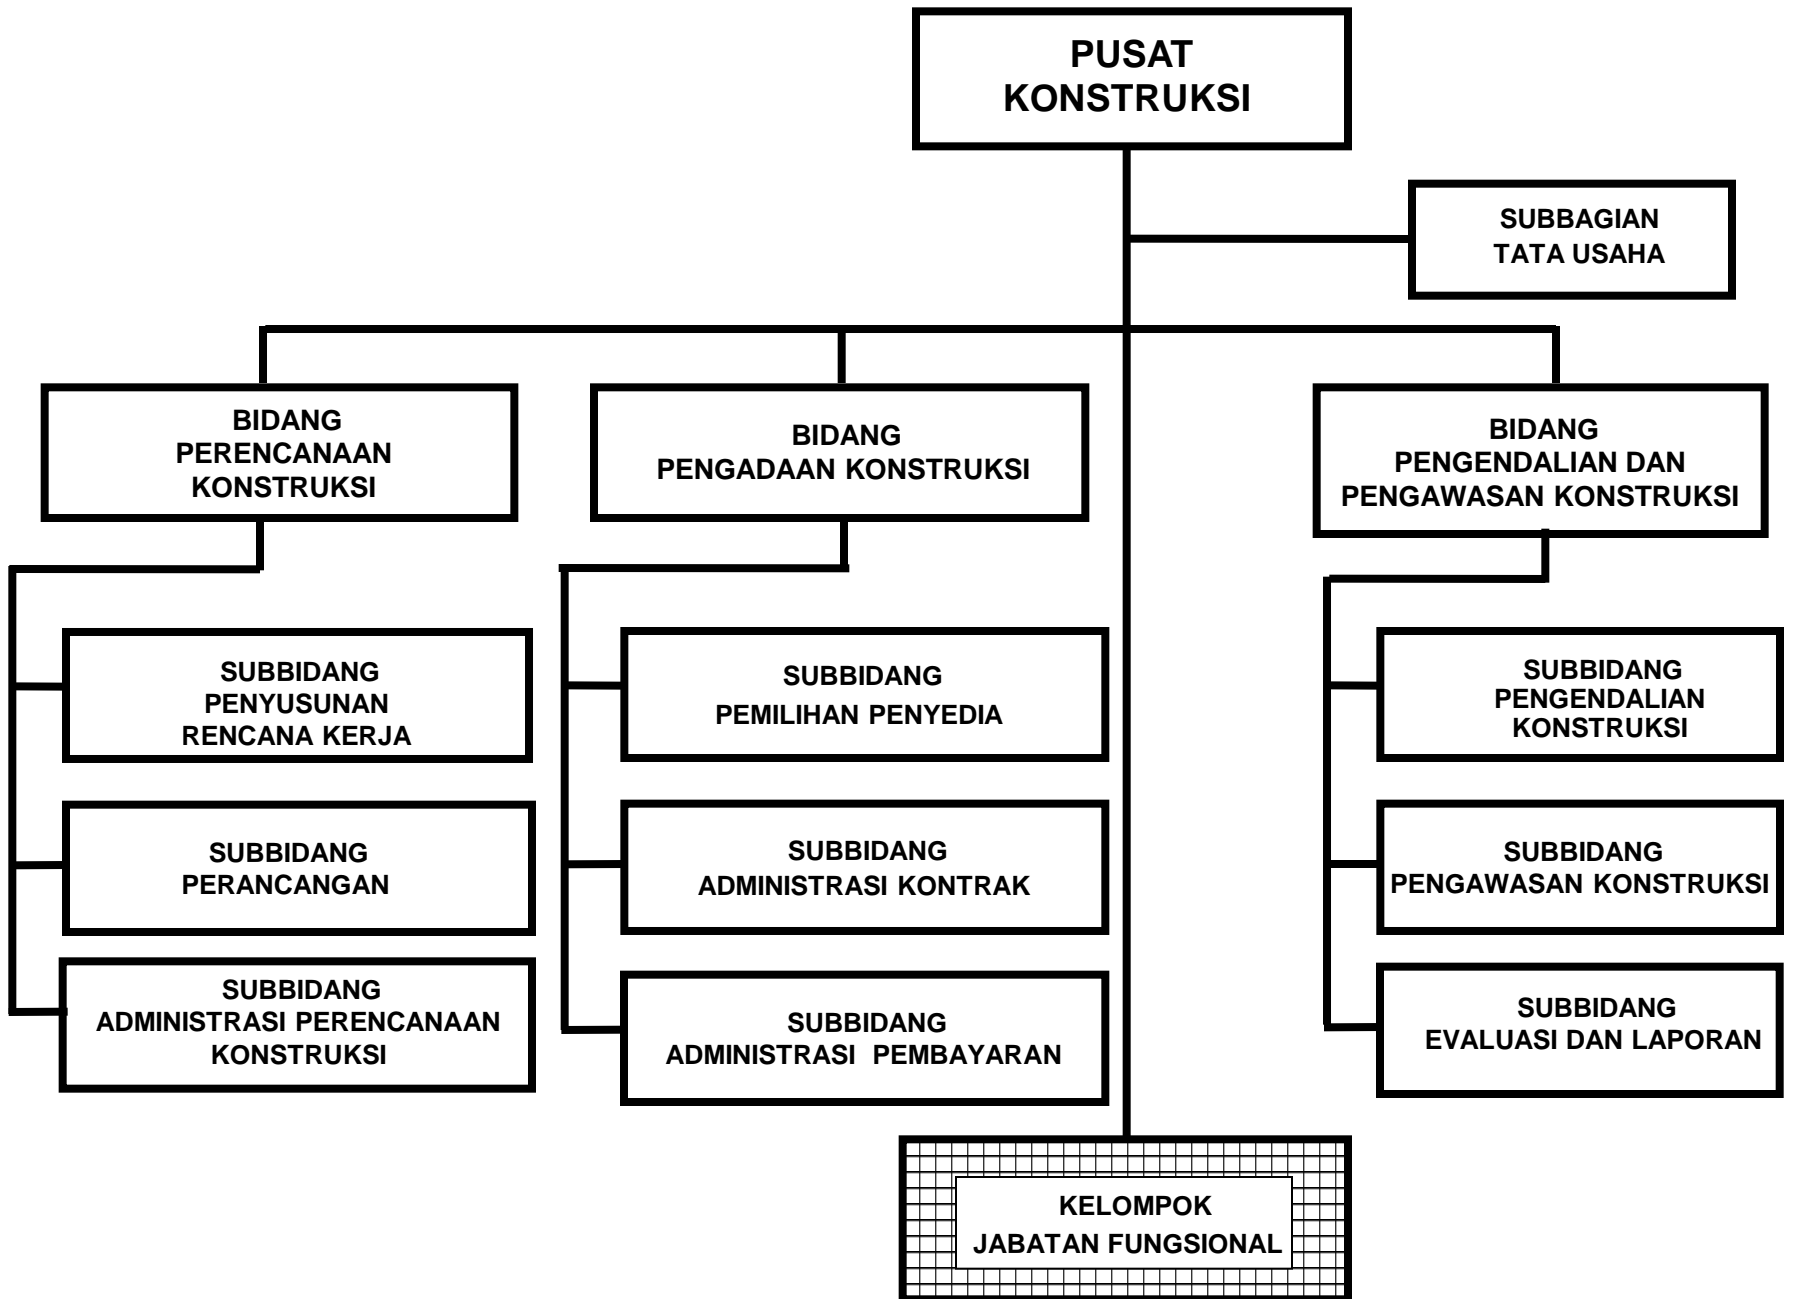 PUSAT
KONSTRUKSI
SUBBAGIAN
TATA USAHA
BIDANG
PERENCANAAN
KONSTRUKSI
BIDANG
PENGADAAN KONSTRUKSI
BIDANG
PENGENDALIAN DAN
PENGAWASAN KONSTRUKSI
SUBBIDANG
PENYUSUNAN
RENCANA KERJA
SUBBIDANG
PERANCANGAN
SUBBIDANG
ADMINISTRASI PERENCANAAN
KONSTRUKSI
SUBBIDANG
PEMILIHAN PENYEDIA
SUBBIDANG
ADMINISTRASI KONTRAK
SUBBIDANG
ADMINISTRASI PEMBAYARAN
SUBBIDANG
PENGENDALIAN
KONSTRUKSI
SUBBIDANG
PENGAWASAN KONSTRUKSI
SUBBIDANG
EVALUASI DAN LAPORAN
KELOMPOK
JABATAN FUNGSIONAL